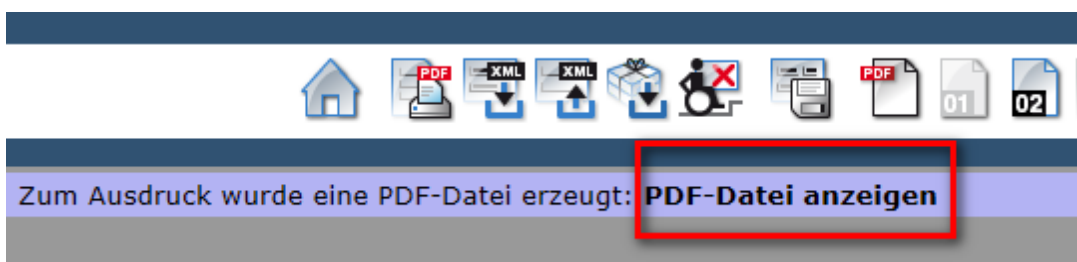 PDF XML XML PDF 01 02
Zum Ausdruck wurde eine PDF-Datei erzeugt: PDF-Datei anzeigen